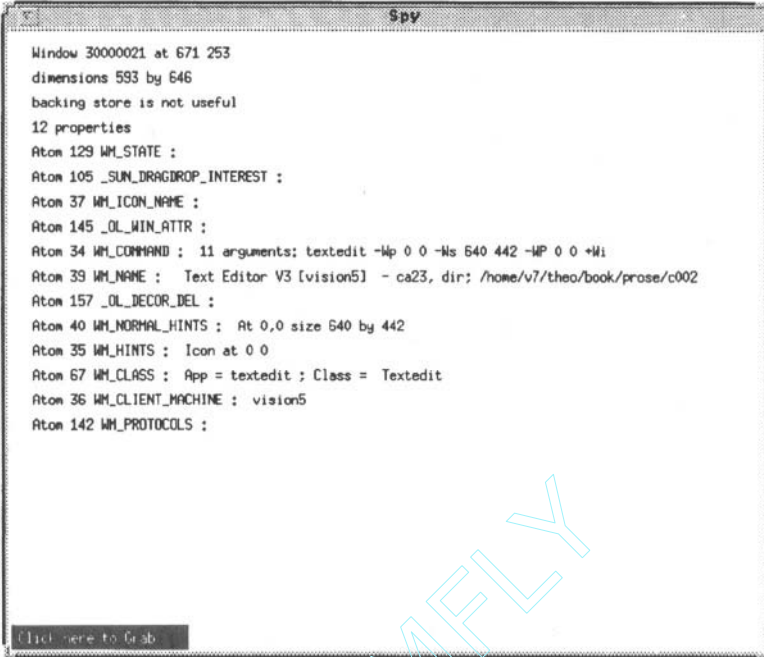 Spy
Window 30000021 at 671 253
dimensions 593 by 646
backing store is not useful
12 properties
Atom 129 WM_STATE :
Atom 105 _SUN_DRAGDROP_INTEREST :
Atom 37 WM_ICON_NAME :
Atom 145 _OL_WIN_ATTR :
Atom 34 WM_COMMAND : 11 arguments: textedit -Wp 0 0 -Ws 640 442 -WP 0 0 +Wi
Atom 39 WM_NAME : Text Editor V3 [vision5] - ca23, dir; /home/v7/theo/book/prose/c002
Atom 157 _OL_DECOR_DEL :
Atom 40 WM_NORMAL_HINTS : At 0,0 size 640 by 442
Atom 35 WM_HINTS : Icon at 0 0
Atom 67 WM_CLASS : App = textedit ; Class = Textedit
Atom 36 WM_CLIENT_MACHINE : vision5
Atom 142 WM_PROTOCOLS :
Click here to Grab
MFLY